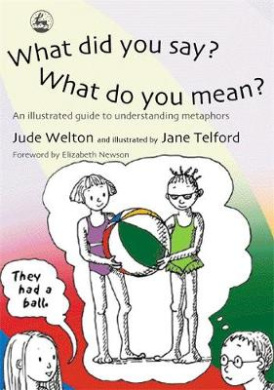 What did you say?
What do you mean?
An illustrated guide to understanding metaphors
Jude Welton and illustrated by Jane Telford
Foreword by Elizabeth Newson
They
had a
ball.